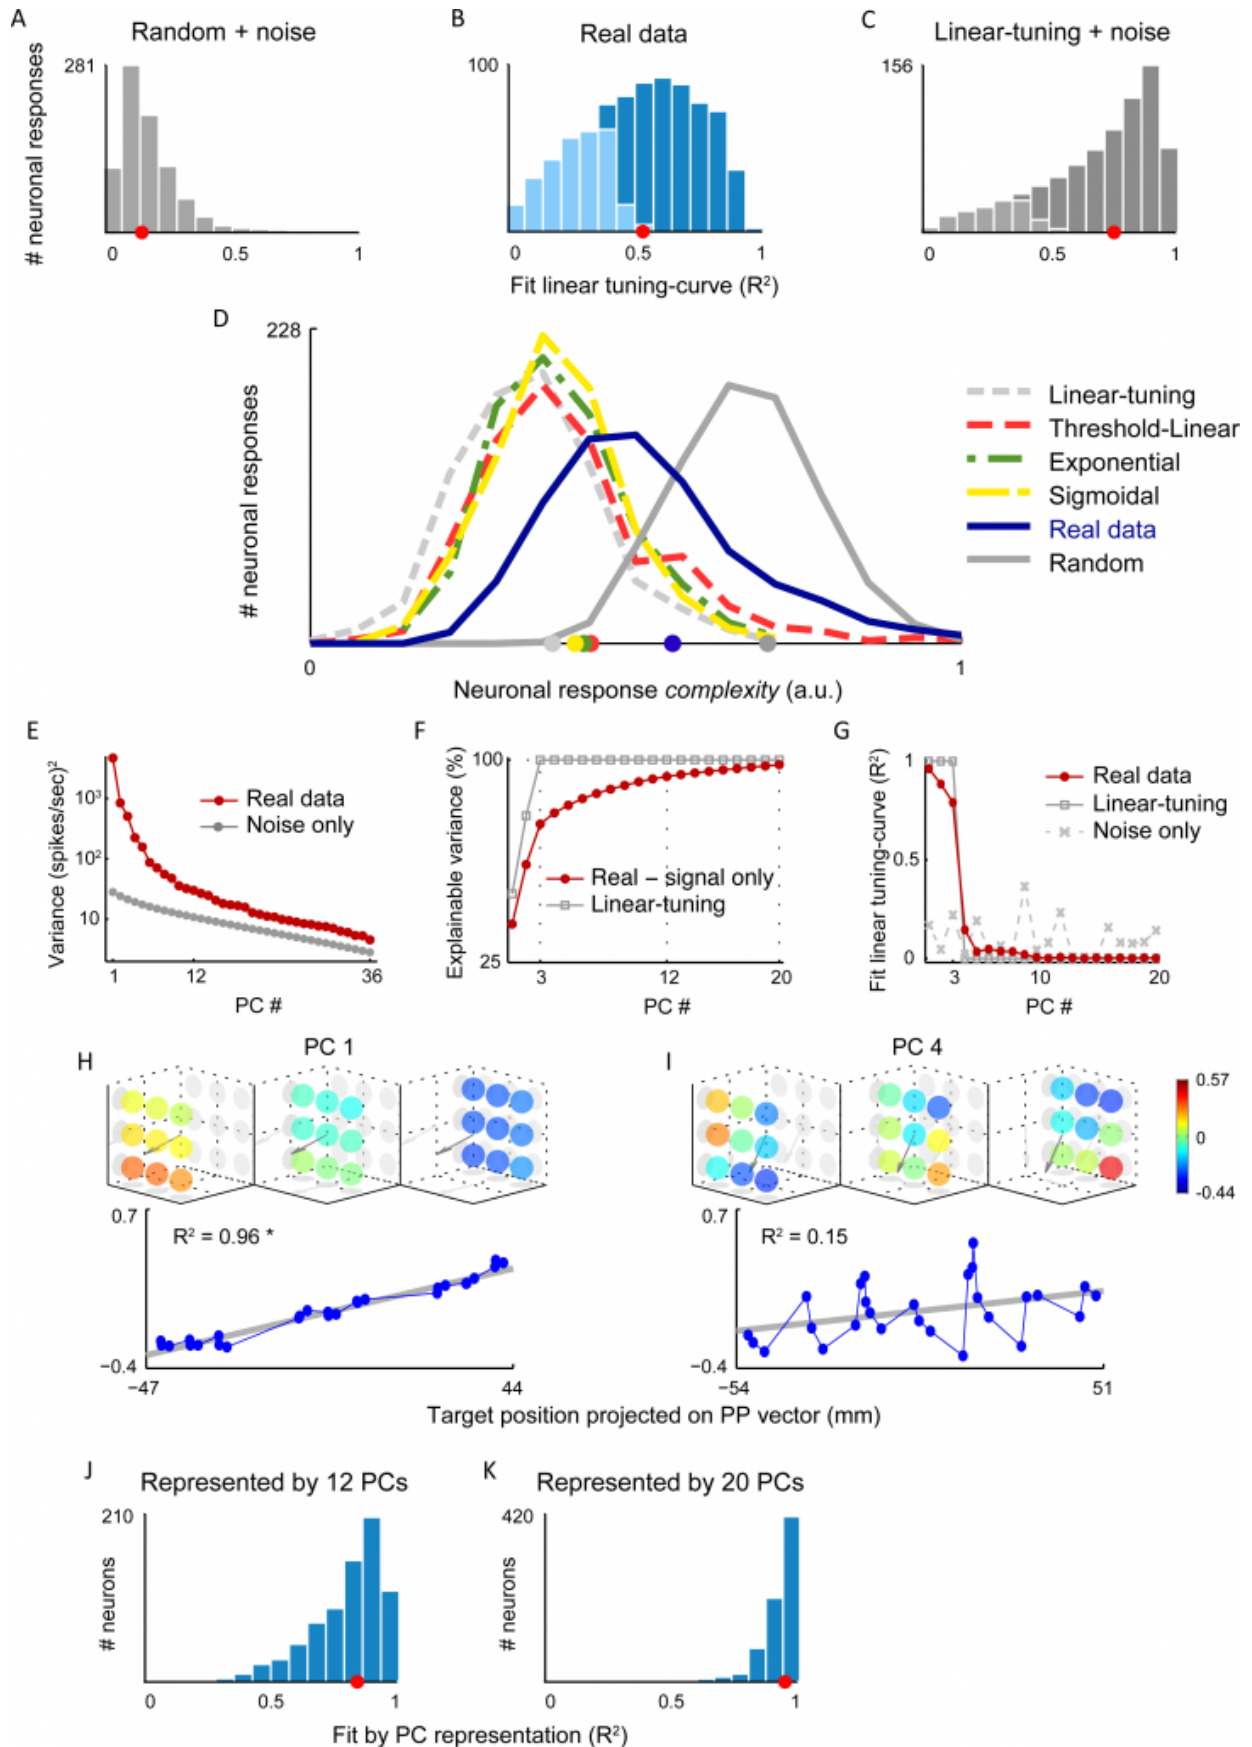 A
Random + noise
281
# neuronal responses
0
0.5
1
B
Real data
100
0
0.5
1
Fit linear tuning-curve (R²)
C
Linear-tuning + noise
156
0
0.5
1
D
228
# neuronal responses
0
1
Neuronal response complexity (a.u.)
Linear-tuning
Threshold-Linear
Exponential
Sigmoidal
Real data
Random
E
Variance (spikes/sec)²
10³
10²
10
1
12
36
PC #
Real data
Noise only
F
Explainable variance (%)
100
25
3
12
20
PC #
Real – signal only
Linear-tuning
G
Fit linear tuning-curve (R²)
1
0.5
0
3
10
20
PC #
Real data
Linear-tuning
Noise only
H
PC 1
0.7
R² = 0.96 *
−0.4
−47
44
I
PC 4
0.57
0
-0.44
0.7
R² = 0.15
−0.4
−54
51
Target position projected on PP vector (mm)
J
Represented by 12 PCs
210
# neurons
0
0.5
1
K
Represented by 20 PCs
420
# neurons
0
0.5
1
Fit by PC representation (R²)